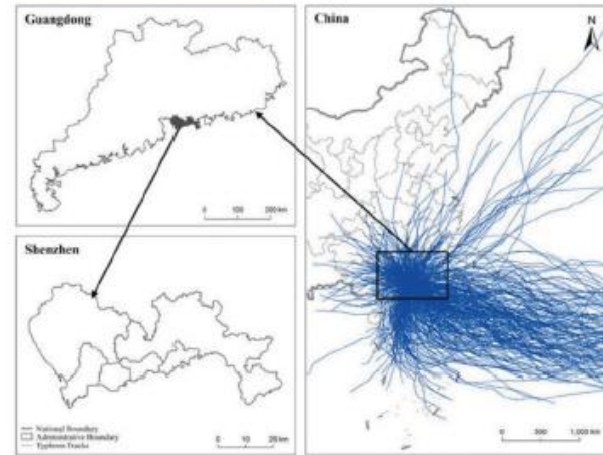 Guangdong
0 100 200 km
Shenzhen
National Boundary
Administrative Boundary
Typhoon Tracks
0 10 20 km
China
N
0 500 1,000 km